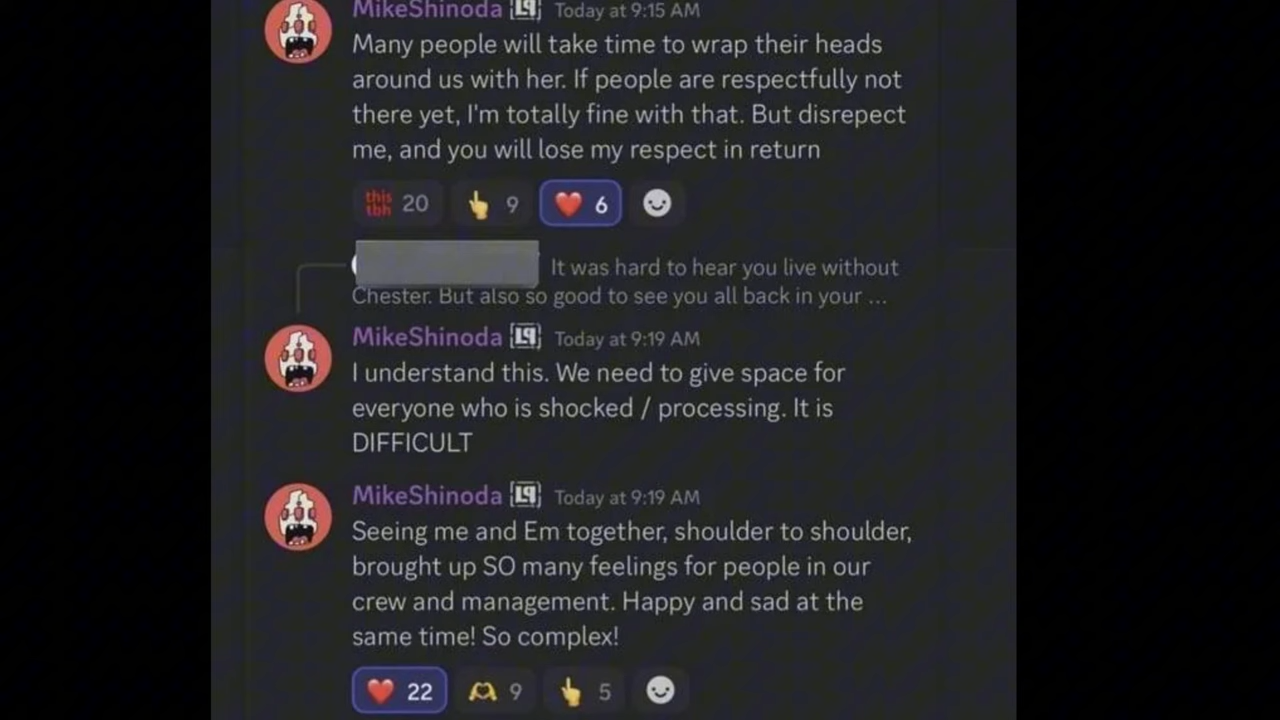 MikeShinoda LP Today at 9:15 AM
Many people will take time to wrap their heads
around us with her. If people are respectfully not
there yet, I'm totally fine with that. But disrepect
me, and you will lose my respect in return
this tbh 20 9 6
It was hard to hear you live without
Chester. But also so good to see you all back in your ...
MikeShinoda LP Today at 9:19 AM
I understand this. We need to give space for
everyone who is shocked / processing. It is
DIFFICULT
MikeShinoda LP Today at 9:19 AM
Seeing me and Em together, shoulder to shoulder,
brought up SO many feelings for people in our
crew and management. Happy and sad at the
same time! So complex!
22 9 5